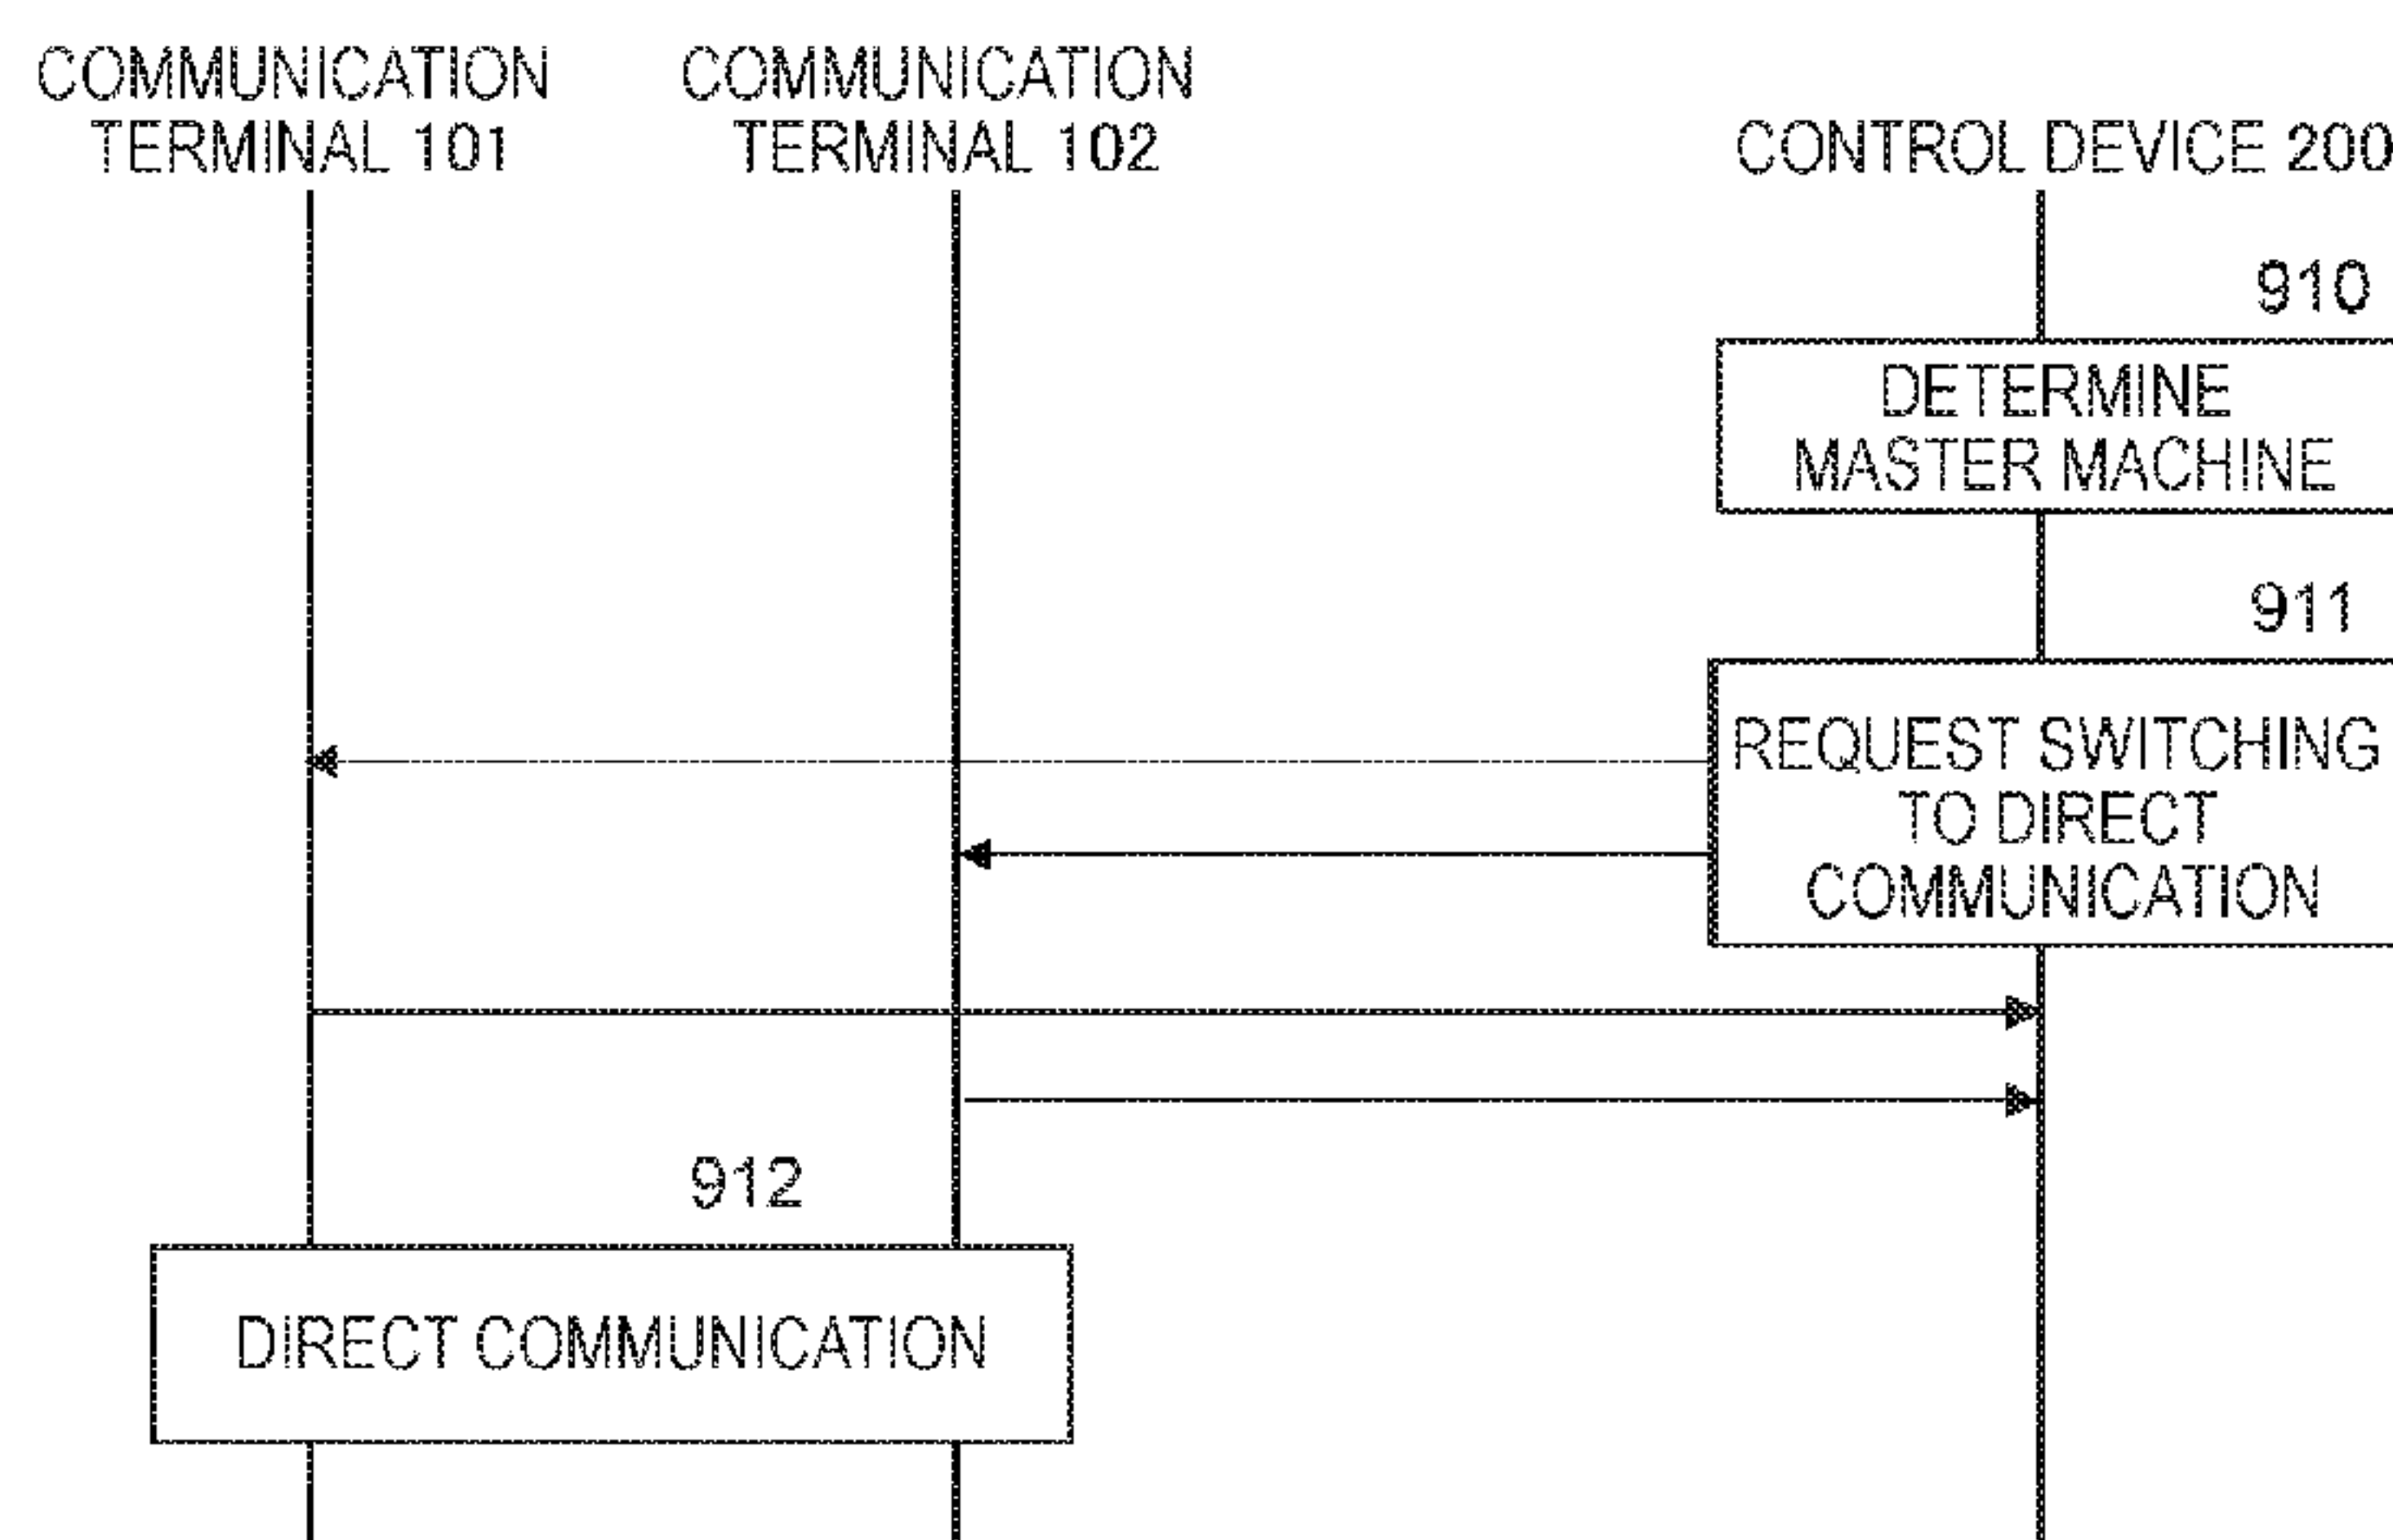 COMMUNICATION
TERMINAL 101
COMMUNICATION
TERMINAL 102
CONTROL DEVICE 200
910
DETERMINE
MASTER MACHINE
911
REQUEST SWITCHING
TO DIRECT
COMMUNICATION
912
DIRECT COMMUNICATION